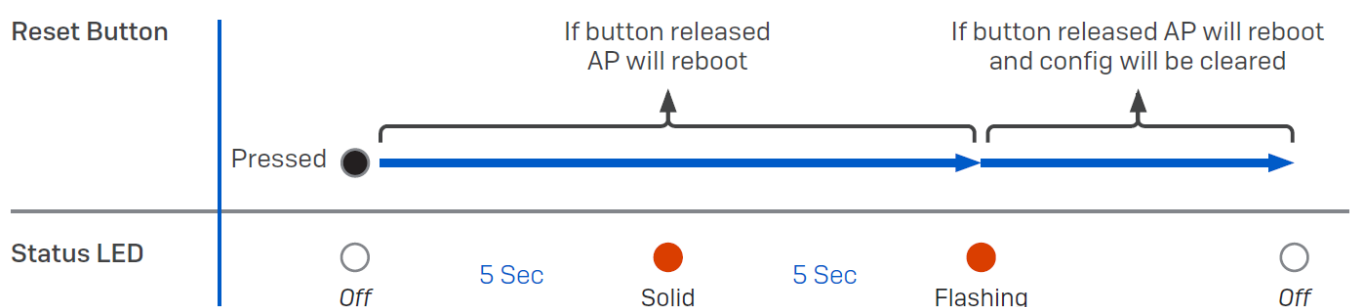 Reset Button
If button released
AP will reboot
If button released AP will reboot
and config will be cleared
Pressed
Status LED
5 Sec
5 Sec
Off
Solid
Flashing
Off